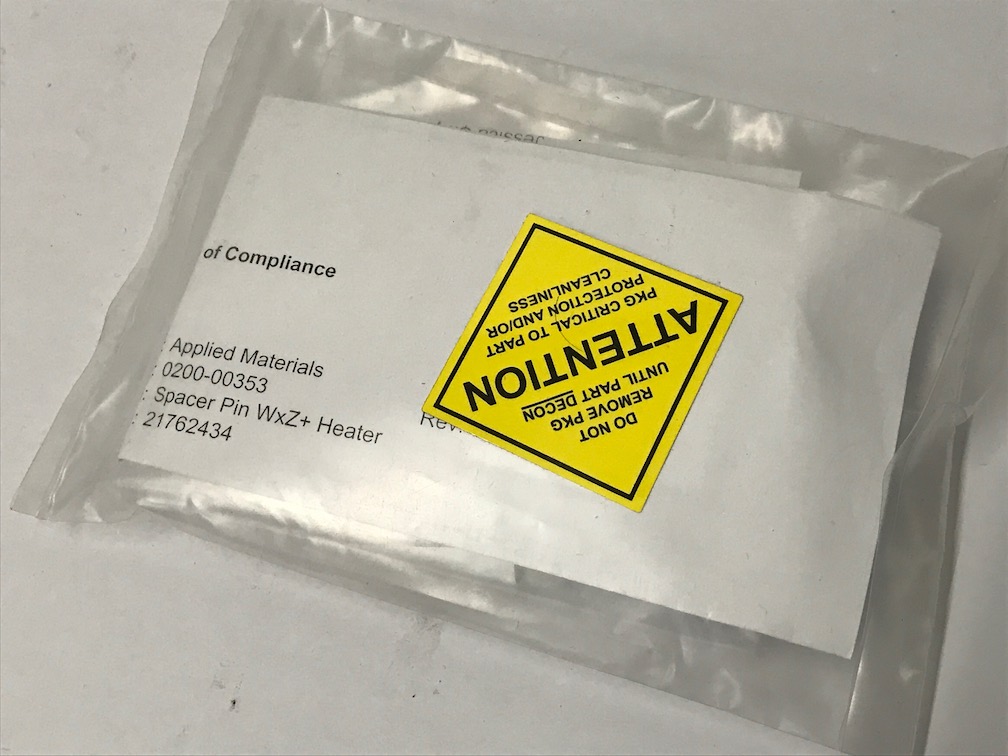 of Compliance
: Applied Materials
: 0200-00353
: Spacer Pin WxZ+ Heater
: 21762434
Rev.
DO NOT
REMOVE PKG
UNTIL PART DECON
ATTENTION
PKG CRITICAL TO PART
PROTECTION AND/OR
CLEANLINESS